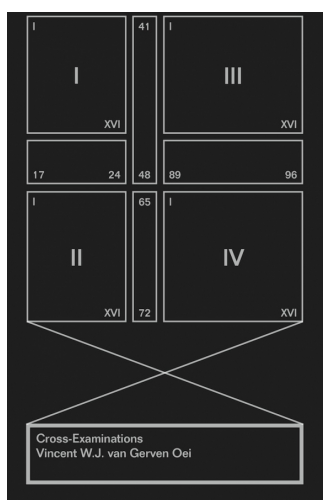 I 41 I
I III
XVI XVI
17 24 48 89 96
I 65 I
II IV
XVI 72 XVI
Cross-Examinations
Vincent W.J. van Gerven Oei